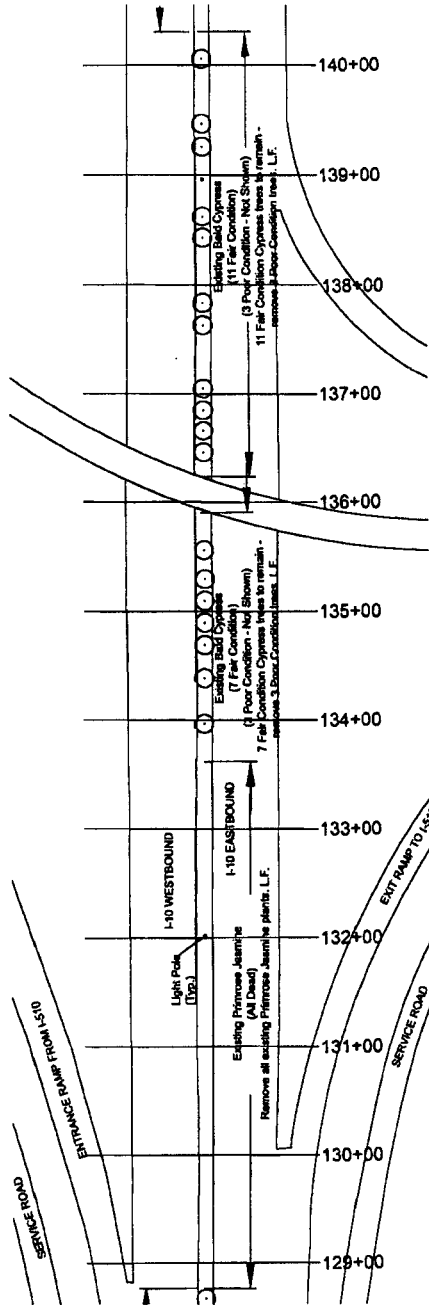 140+00
139+00
138+00
137+00
136+00
135+00
134+00
133+00
132+00
131+00
130+00
129+00
Existing Bald Cypress
(11 Fair Condition)
(3 Poor Condition - Not Shown)
11 Fair Condition Cypress trees to remain -
remove 3 Poor Condition trees. L.F.
Existing Bald Cypress
(7 Fair Condition)
(3 Poor Condition - Not Shown)
7 Fair Condition Cypress trees to remain -
remove 3 Poor Condition trees. L.F.
I-10 WESTBOUND
I-10 EASTBOUND
Light Pole
(Typ.)
Existing Primrose Jasmine
(All Dead)
Remove all existing Primrose Jasmine plants. L.F.
ENTRANCE RAMP FROM I-510
SERVICE ROAD
EXIT RAMP TO I-510
SERVICE ROAD